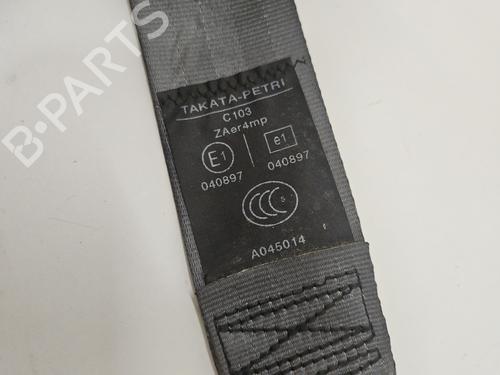 B-PARTS
TAKATA-PETRI
C103
ZAer4mp
E1 e1
040897 040897
CCC S
A045014